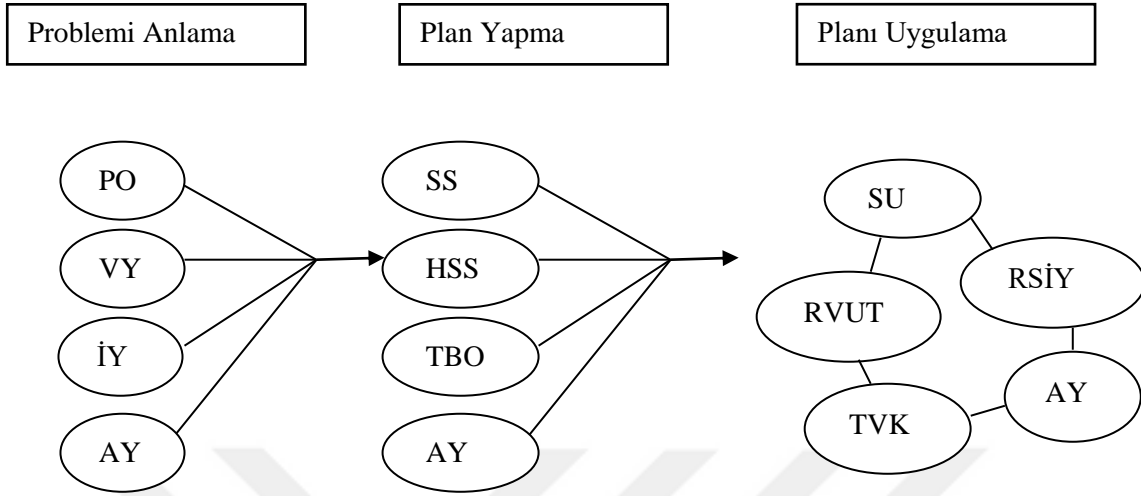 Problemi Anlama
Plan Yapma
Planı Uygulama
PO
VY
İY
AY
SS
HSS
TBO
AY
SU
RSİY
RVUT
AY
TVK